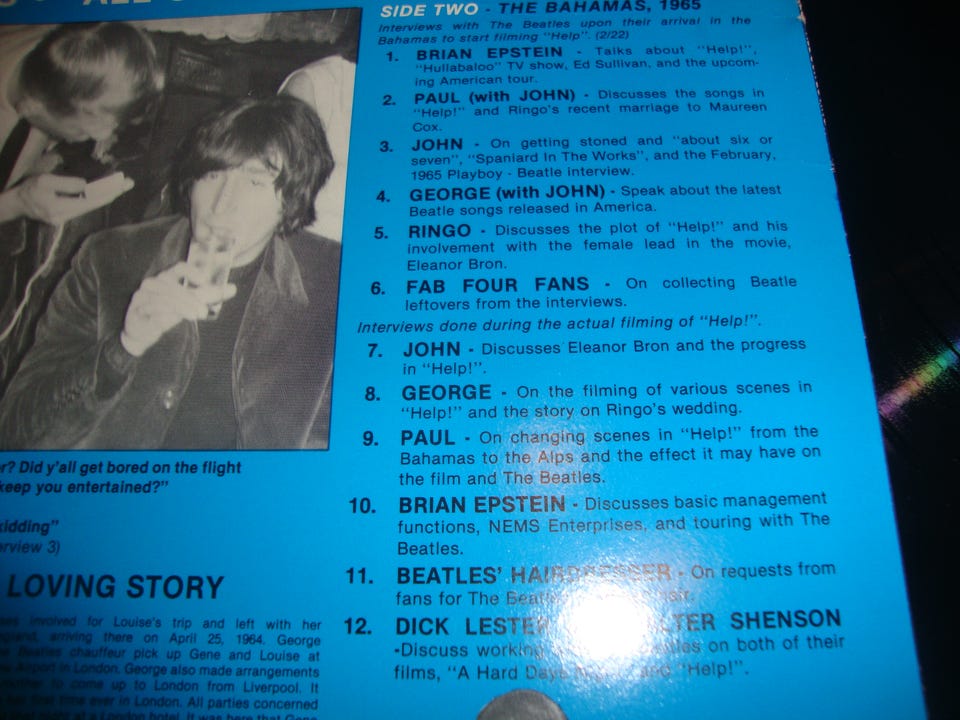 SIDE TWO - THE BAHAMAS, 1965
Interviews with The Beatles upon their arrival in the
Bahamas to start filming "Help". (2/22)
1. BRIAN EPSTEIN - Talks about "Help!",
"Hullabaloo" TV show, Ed Sullivan, and the upcom-
ing American tour.
2. PAUL (with JOHN) - Discusses the songs in
"Help!" and Ringo's recent marriage to Maureen
Cox.
3. JOHN - On getting stoned and "about six or
seven", "Spaniard In The Works", and the February,
1965 Playboy - Beatle interview.
4. GEORGE (with JOHN) - Speak about the latest
Beatle songs released in America.
5. RINGO - Discusses the plot of "Help!" and his
involvement with the female lead in the movie,
Eleanor Bron.
6. FAB FOUR FANS - On collecting Beatle
leftovers from the interviews.
Interviews done during the actual filming of "Help!".
7. JOHN - Discusses Eleanor Bron and the progress
in "Help!".
8. GEORGE - On the filming of various scenes in
"Help!" and the story on Ringo's wedding.
9. PAUL - On changing scenes in "Help!" from the
Bahamas to the Alps and the effect it may have on
the film and The Beatles.
10. BRIAN EPSTEIN - Discusses basic management
functions, NEMS Enterprises, and touring with The
Beatles.
11. BEATLES' HAIRDRESSER - On requests from
fans for The
12. DICK LESTER SHENSON
-Discuss working on both of their
films, "A Hard and "Help!".
? Did y'all get bored on the flight
keep you entertained?"
kidding"
3)
LOVING STORY
involved for Louise's trip and left with her
arriving there on April 25, 1964. George
Beatles chauffeur pick up Gene and Louise at
Airport in London. George also made arrangements
to come up to London from Liverpool. It
first time ever in London. All parties concerned
at a London hotel. It was here that Gene